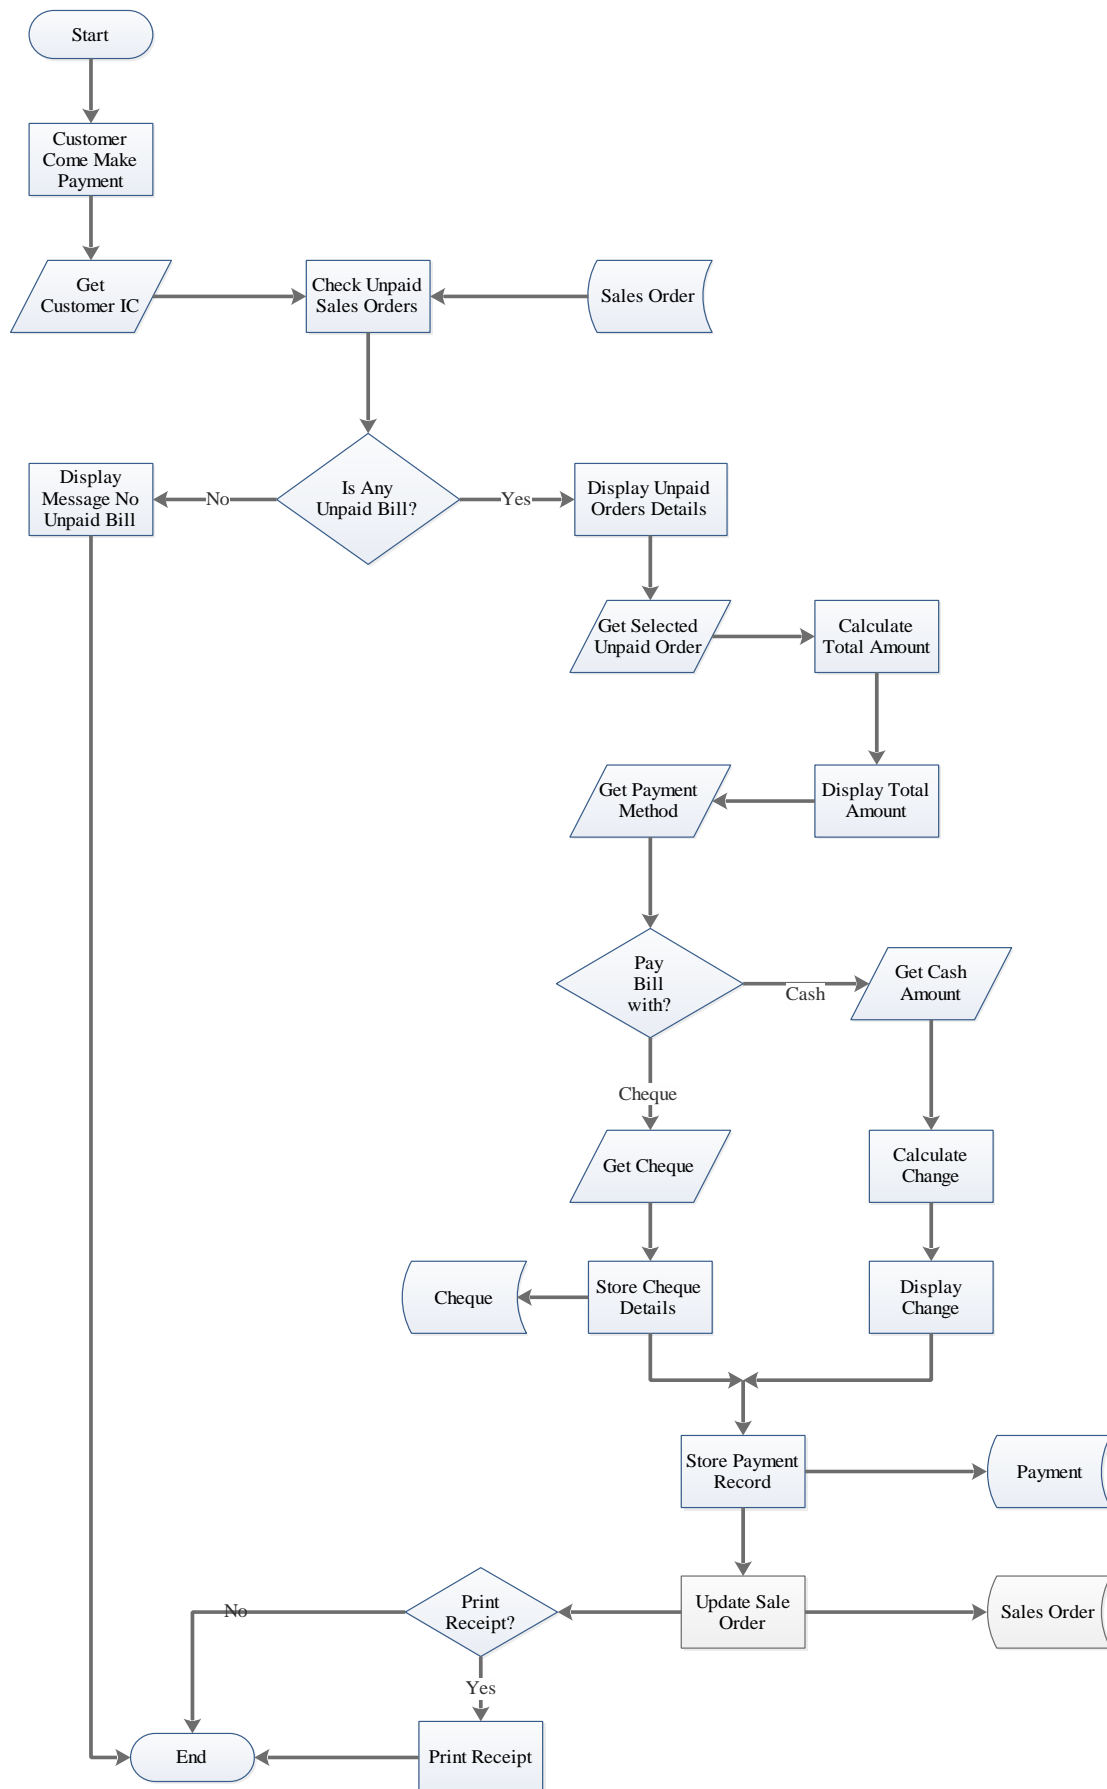 Start
Customer
Come Make
Payment
Get
Customer IC
Check Unpaid
Sales Orders
Sales Order
Display
Message No
Unpaid Bill
No
Is Any
Unpaid Bill?
Yes
Display Unpaid
Orders Details
Get Selected
Unpaid Order
Calculate
Total Amount
Get Payment
Method
Display Total
Amount
Pay
Bill
with?
Cash
Get Cash
Amount
Cheque
Get Cheque
Calculate
Change
Cheque
Store Cheque
Details
Display
Change
Store Payment
Record
Payment
No
Print
Receipt?
Update Sale
Order
Sales Order
Yes
End
Print Receipt